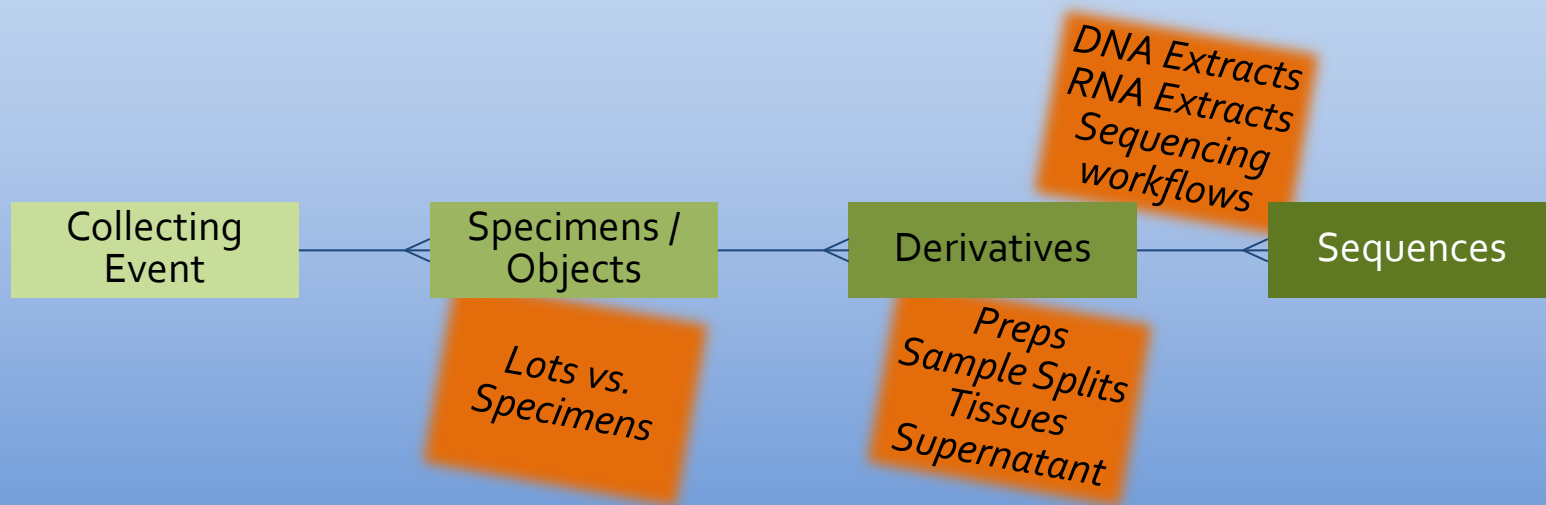 DNA Extracts
RNA Extracts
Sequencing
workflows
Collecting
Event
Specimens /
Objects
Derivatives
Sequences
Lots vs.
Specimens
Preps
Sample Splits
Tissues
Supernatant